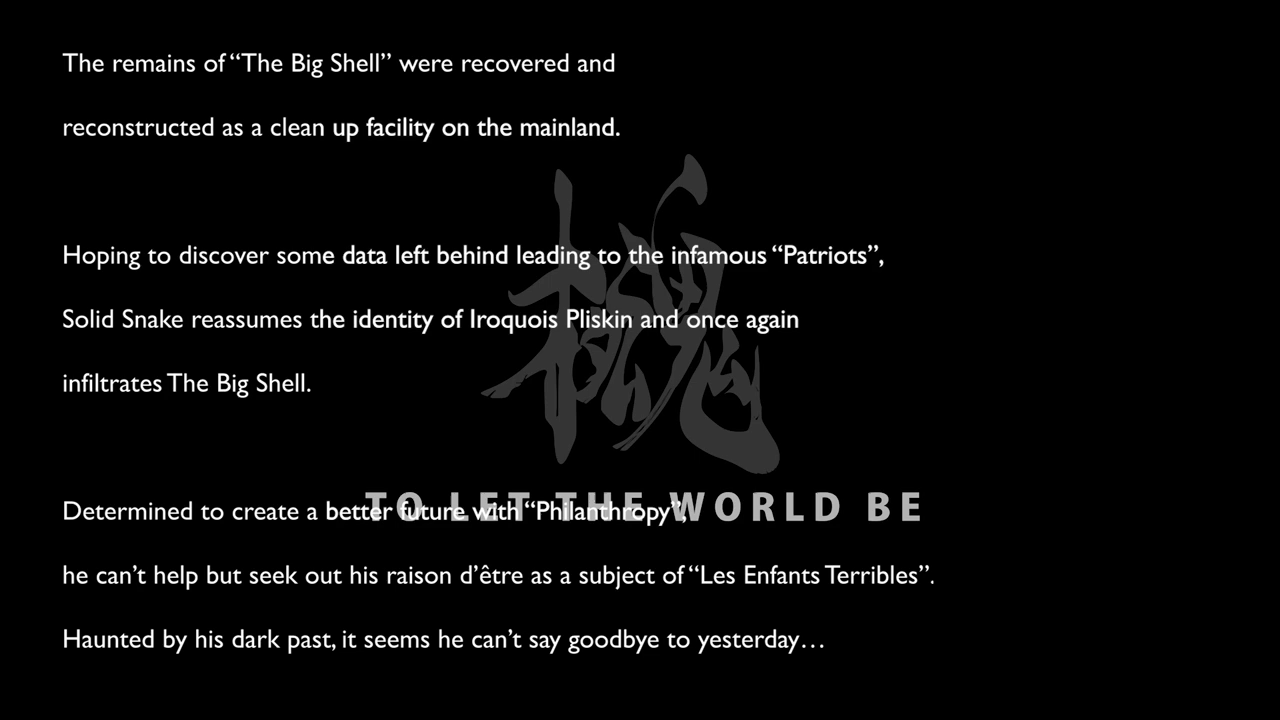 The remains of “The Big Shell” were recovered and
reconstructed as a clean up facility on the mainland.
Hoping to discover some data left behind leading to the infamous “Patriots”,
Solid Snake reassumes the identity of Iroquois Pliskin and once again
infiltrates The Big Shell.
Determined to create a better future with “Philanthropy”,
TO LET THE WORLD BE
he can’t help but seek out his raison d’être as a subject of “Les Enfants Terribles”.
Haunted by his dark past, it seems he can’t say goodbye to yesterday…